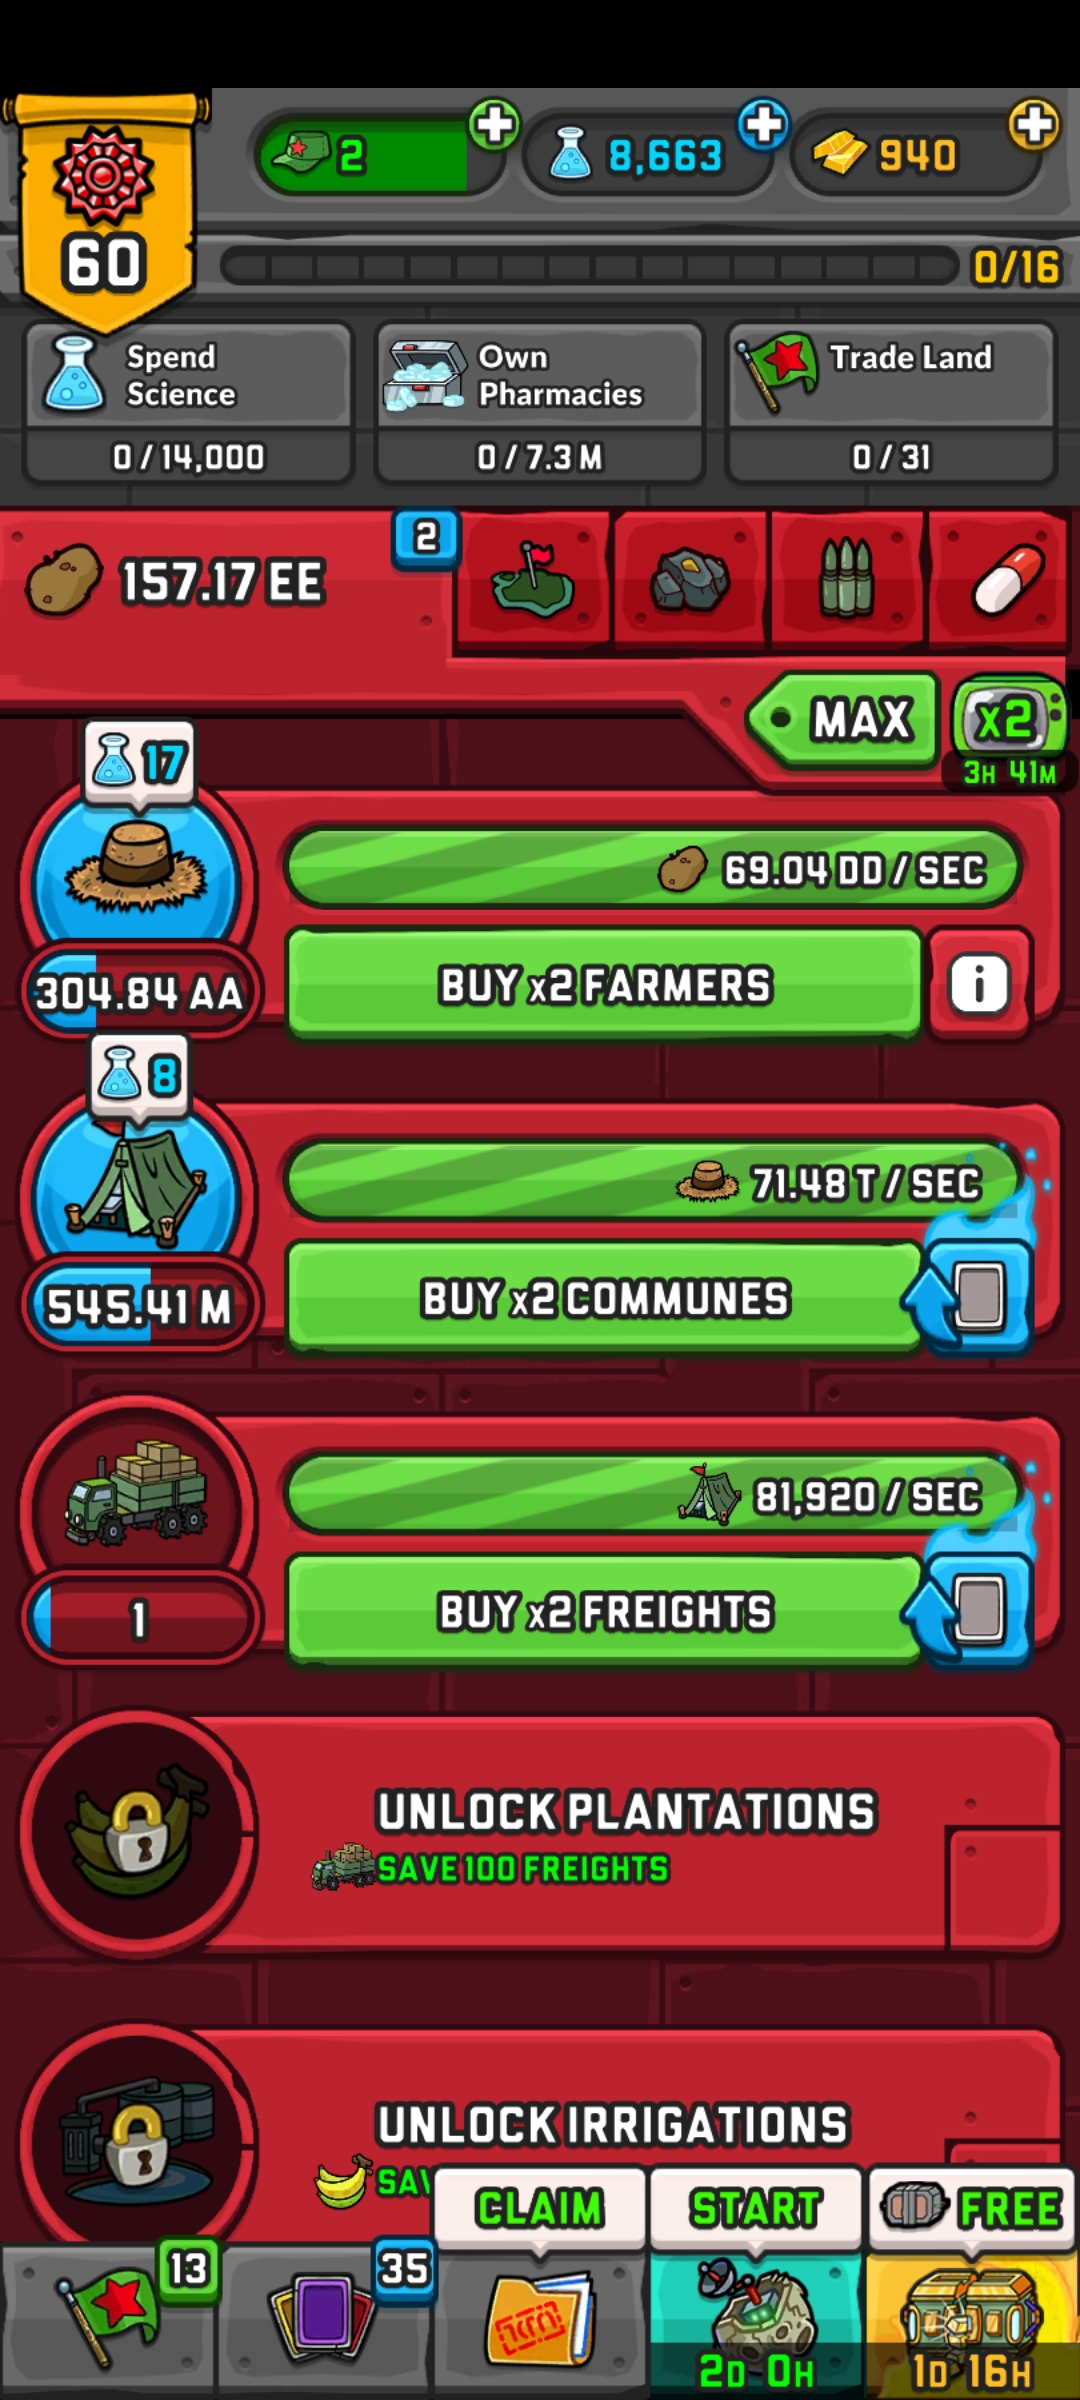 2
8,663
940
60
0/16
Spend
Science
0/14,000
Own
Pharmacies
0/7.3 M
Trade Land
0/31
157.17 EE
2
MAX
x2
3H 41M
17
69.04 DD / SEC
304.84 AA
BUY x2 FARMERS
i
8
71.48 T / SEC
545.41 M
BUY x2 COMMUNES
81,920 / SEC
1
BUY x2 FREIGHTS
UNLOCK PLANTATIONS
SAVE 100 FREIGHTS
UNLOCK IRRIGATIONS
CLAIM
START
FREE
13
35
2D 0H
1D 16H